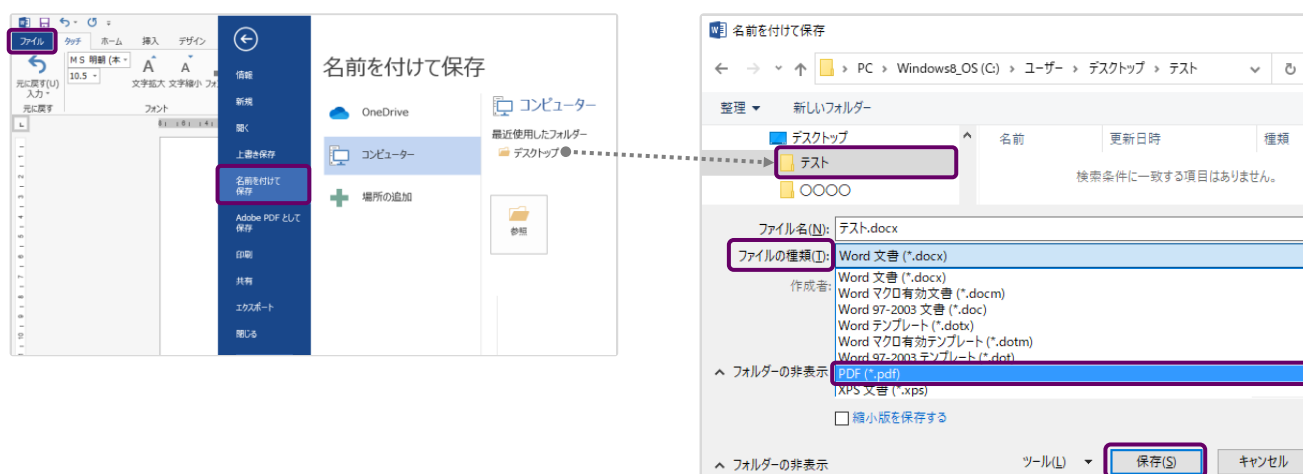 ファイル
タッチ
ホーム
挿入
デザイン
元に戻す(U)
入力
元に戻す
MS 明朝 (本
10.5
A A
文字拡大 文字縮小 フォ
フォント
情報
新規
開く
上書き保存
名前を付けて
保存
Adobe PDF として
保存
印刷
共有
エクスポート
閉じる
名前を付けて保存
OneDrive
コンピューター
場所の追加
コンピューター
最近使用したフォルダー
デスクトップ
参照
名前を付けて保存
PC › Windows8_OS (C:) › ユーザー › デスクトップ › テスト
整理 ▼ 新しいフォルダー
デスクトップ
テスト
〇〇〇〇
名前 更新日時 種類
検索条件に一致する項目はありません。
ファイル名(N): テスト.docx
ファイルの種類(T): Word 文書 (*.docx)
作成者:
Word 文書 (*.docx)
Word マクロ有効文書 (*.docm)
Word 97-2003 文書 (*.doc)
Word テンプレート (*.dotx)
Word マクロ有効テンプレート (*.dotm)
Word 97-2003 テンプレート (*.dot)
PDF (*.pdf)
XPS 文書 (*.xps)
フォルダーの非表示
縮小版を保存する
フォルダーの非表示
ツール(L) ▼ 保存(S) キャンセル